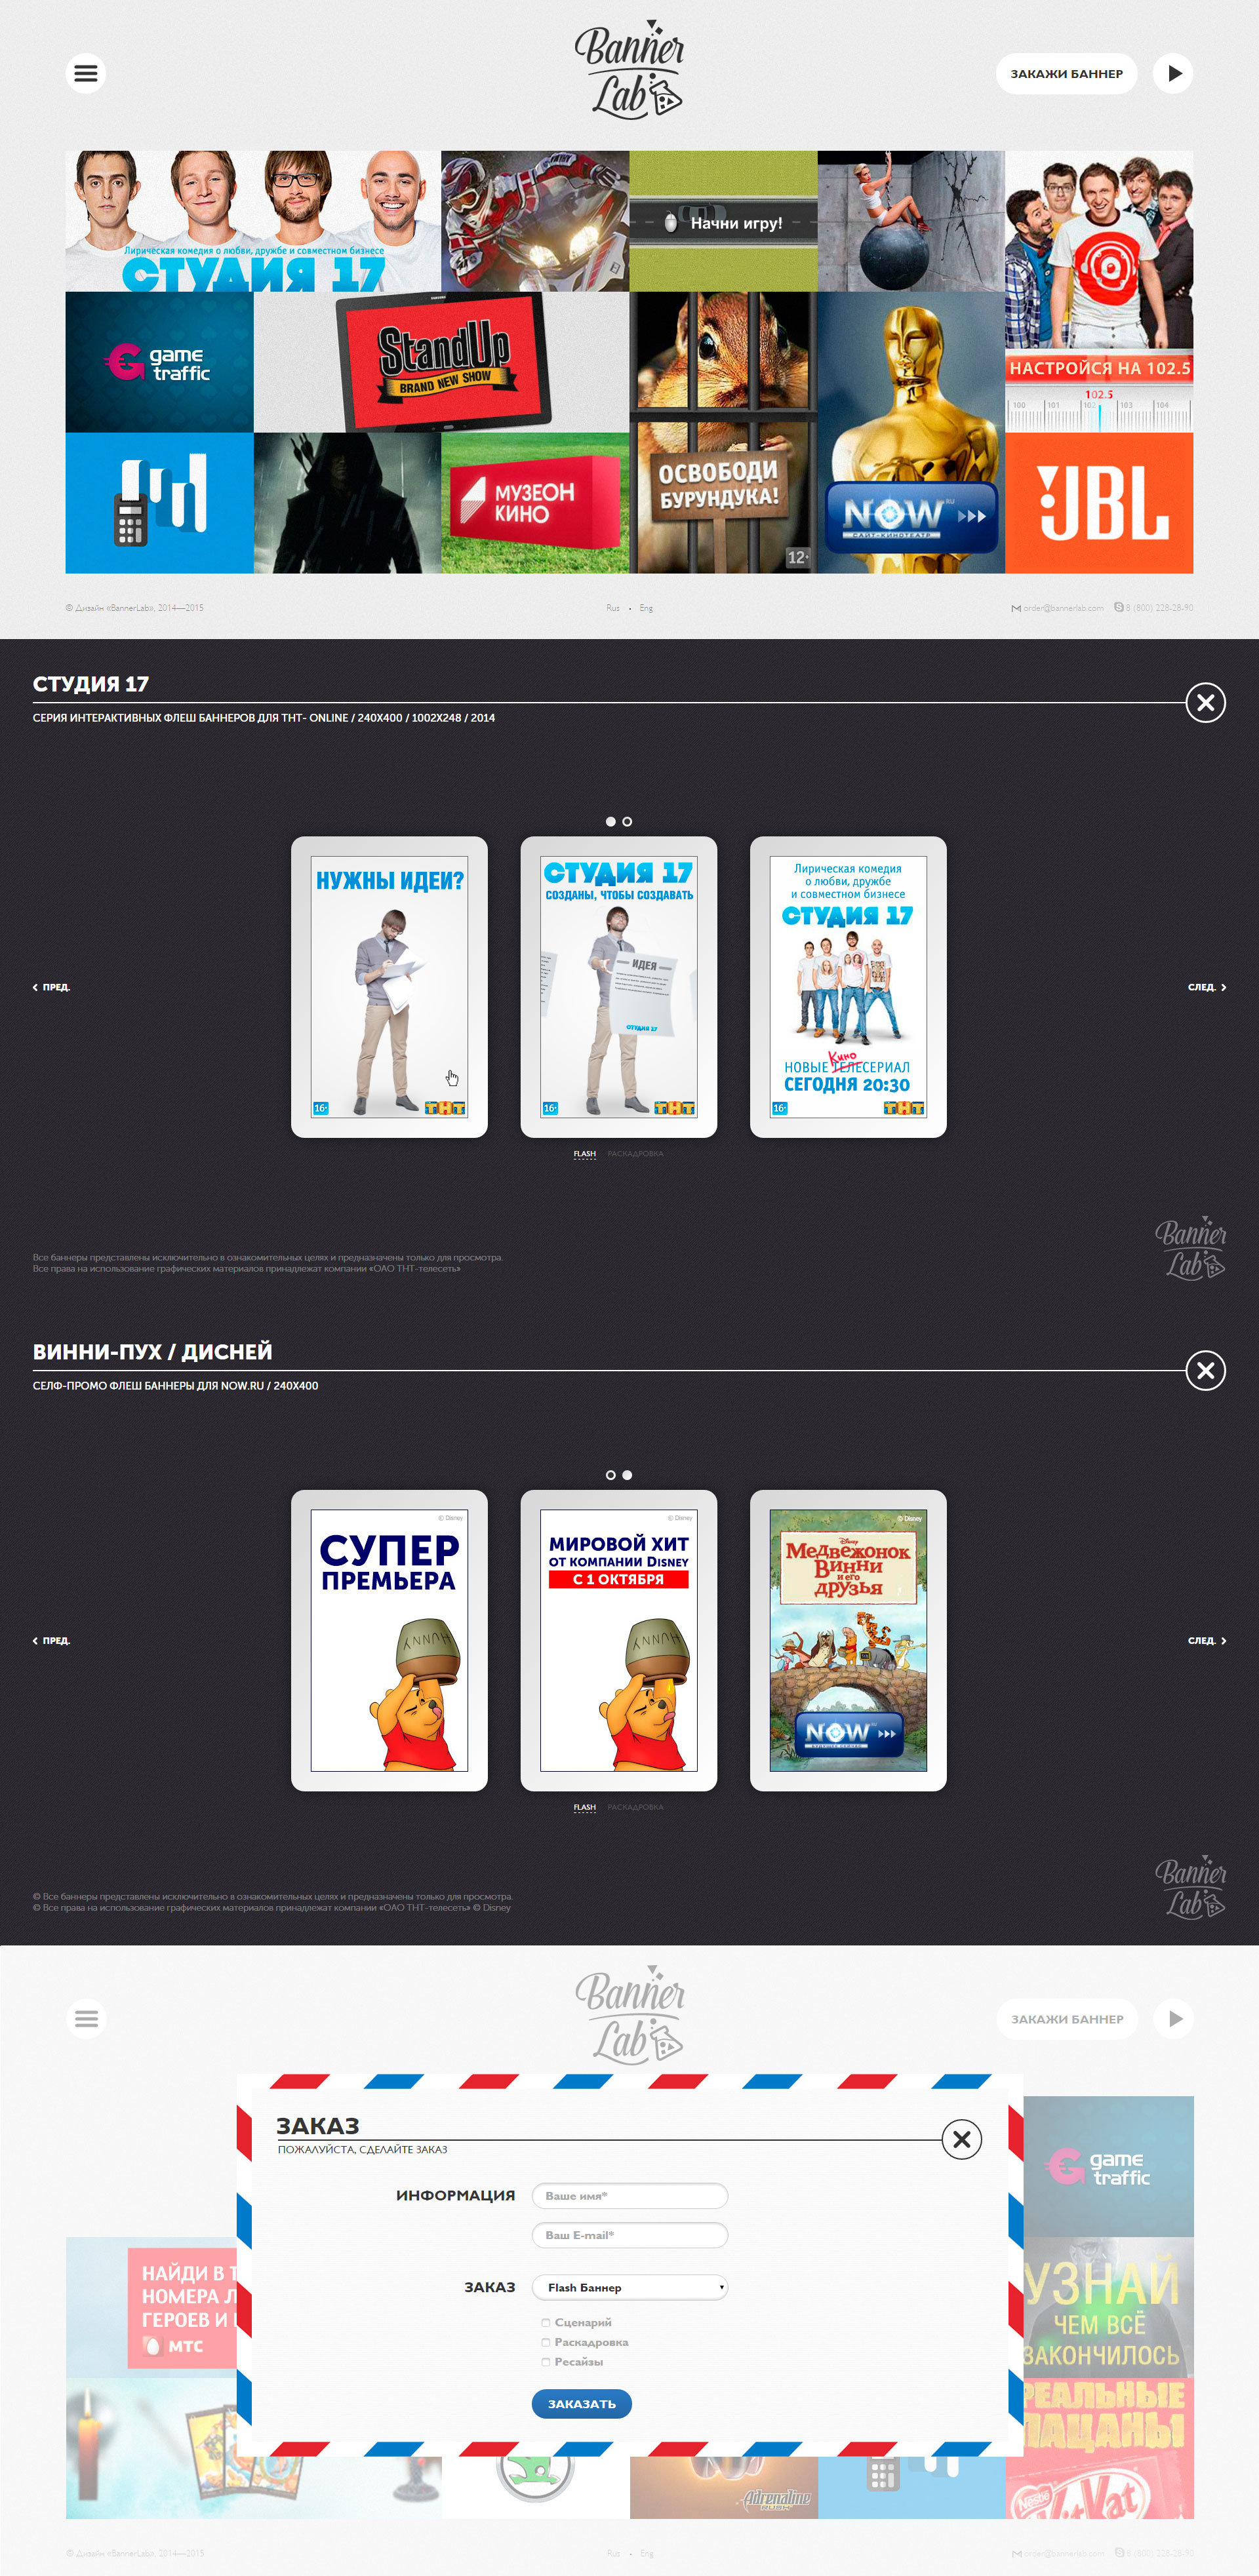 Banner
Lab
ЗАКАЖИ БАННЕР
Лирическая комедия о любви, дружбе и совместном бизнесе
СТУДИЯ 17
Начни игру!
game
traffic
StandUp
BRAND NEW SHOW
НАСТРОЙСЯ НА 102.5
102.5
100 101 102 103 104
МУЗЕОН
КИНО
ОСВОБОДИ
БУРУНДУКА!
12+
NOW.RU
САЙТ-КИНОТЕАТР
JBL
© Дизайн «BannerLab», 2014—2015
Rus • Eng
order@bannerlab.com 8 (800) 228-28-90
СТУДИЯ 17
СЕРИЯ ИНТЕРАКТИВНЫХ ФЛЕШ БАННЕРОВ ДЛЯ ТНТ- ONLINE / 240X400 / 1002X248 / 2014
НУЖНЫ ИДЕИ?
16+
ТНТ
СТУДИЯ 17
СОЗДАНЫ, ЧТОБЫ СОЗДАВАТЬ
ИДЕЯ
СТУДИЯ 17
16+
ТНТ
Лирическая комедия
о любви, дружбе
и совместном бизнесе
СТУДИЯ 17
Кино
НОВЫЕ ТЕЛЕСЕРИАЛ
СЕГОДНЯ 20:30
16+
ТНТ
ПРЕД.
СЛЕД.
FLASH РАСКАДРОВКА
Все баннеры представлены исключительно в ознакомительных целях и предназначены только для просмотра.
Все права на использование графических материалов принадлежат компании «ОАО ТНТ-телесеть»
Banner
Lab
ВИННИ-ПУХ / ДИСНЕЙ
СЕЛФ-ПРОМО ФЛЕШ БАННЕРЫ ДЛЯ NOW.RU / 240X400
© Disney
СУПЕР
ПРЕМЬЕРА
HUNNY
© Disney
МИРОВОЙ ХИТ
ОТ КОМПАНИИ DISNEY
С 1 ОКТЯБРЯ
HUNNY
© Disney
Disney
Медвежонок
Винни
и его
друзья
NOW
ПРЕД.
СЛЕД.
FLASH РАСКАДРОВКА
© Все баннеры представлены исключительно в ознакомительных целях и предназначены только для просмотра.
© Все права на использование графических материалов принадлежат компании «ОАО ТНТ-телесеть» © Disney
Banner
Lab
Banner
Lab
ЗАКАЖИ БАННЕР
ЗАКАЗ
ПОЖАЛУЙСТА, СДЕЛАЙТЕ ЗАКАЗ
ИНФОРМАЦИЯ
Ваше имя*
Ваш E-mail*
ЗАКАЗ
Flash Баннер
Сценарий
Раскадровка
Ресайзы
ЗАКАЗАТЬ
game
traffic
НАЙДИ В
НОМЕРА
ГЕРОЕВ И
МТС
УЗНАЙ
ЧЕМ ВСЁ
ЗАКОНЧИЛОСЬ
РЕАЛЬНЫЕ
ПАЦАНЫ
Adrenaline
RUSH
Nestle
KitKat
© Дизайн «BannerLab», 2014—2015
Rus • Eng
order@bannerlab.com 8 (800) 228-28-90